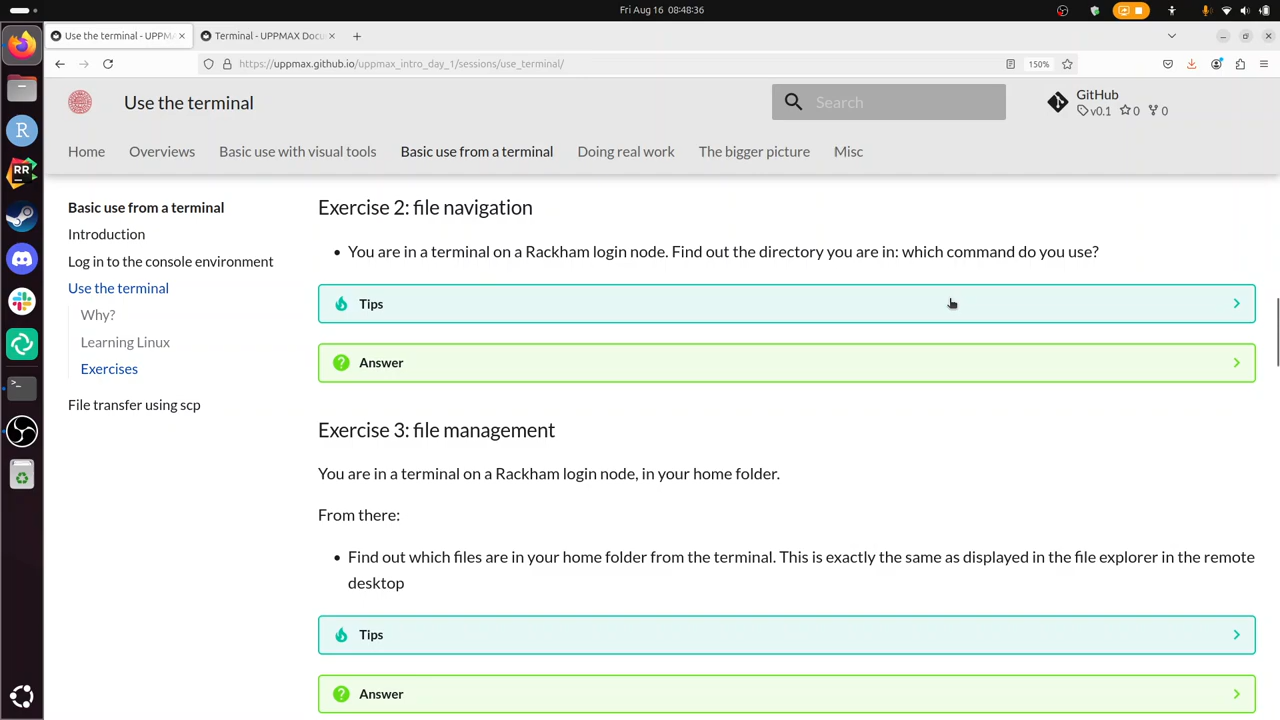 Fri Aug 16 08:48:36
Use the terminal - UPPM
Terminal - UPPMAX Docu
https://uppmax.github.io/uppmax_intro_day_1/sessions/use_terminal/
150%
Use the terminal
Search
GitHub
v0.1 0 0
Home Overviews Basic use with visual tools Basic use from a terminal Doing real work The bigger picture Misc
Basic use from a terminal
Introduction
Log in to the console environment
Use the terminal
Why?
Learning Linux
Exercises
File transfer using scp
Exercise 2: file navigation
• You are in a terminal on a Rackham login node. Find out the directory you are in: which command do you use?
Tips
Answer
Exercise 3: file management
You are in a terminal on a Rackham login node, in your home folder.
From there:
• Find out which files are in your home folder from the terminal. This is exactly the same as displayed in the file explorer in the remote
desktop
Tips
Answer
R
RR
>_